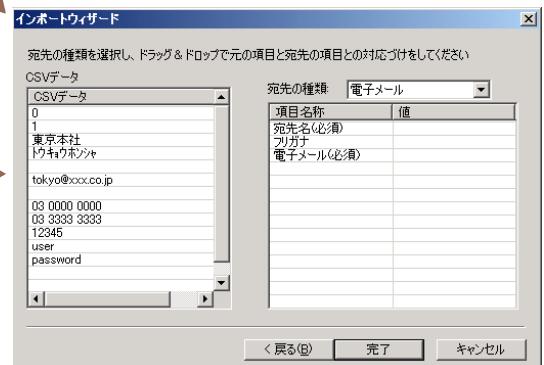 インポートウィザード
宛先の種類を選択し、ドラッグ＆ドロップで元の項目と宛先の項目との対応づけをしてください
CSVデータ
CSVデータ
0
1
東京本社
トウキョウホンシャ
tokyo@xxx.co.jp
03 0000 0000
03 3333 3333
12345
user
password
宛先の種類: 電子メール
項目名称 値
宛先名(必須)
フリガナ
電子メール(必須)
< 戻る(B) 完了 キャンセル